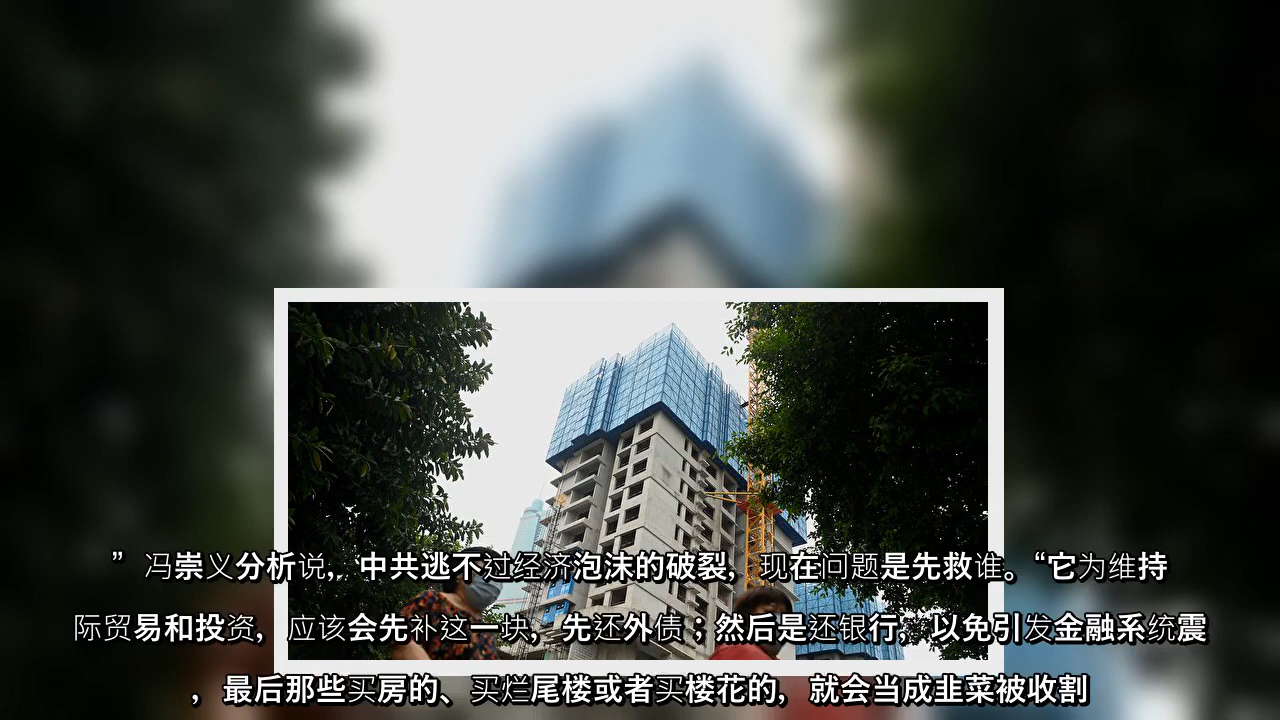 ” 冯崇义分析说，中共逃不过经济泡沫的破裂，现在问题是先救谁。“它为维持
际贸易和投资，应该会先补这一块，先还外债；然后是还银行，以免引发金融系统震
，最后那些买房的、买烂尾楼或者买楼花的，就会当成韭菜被收割